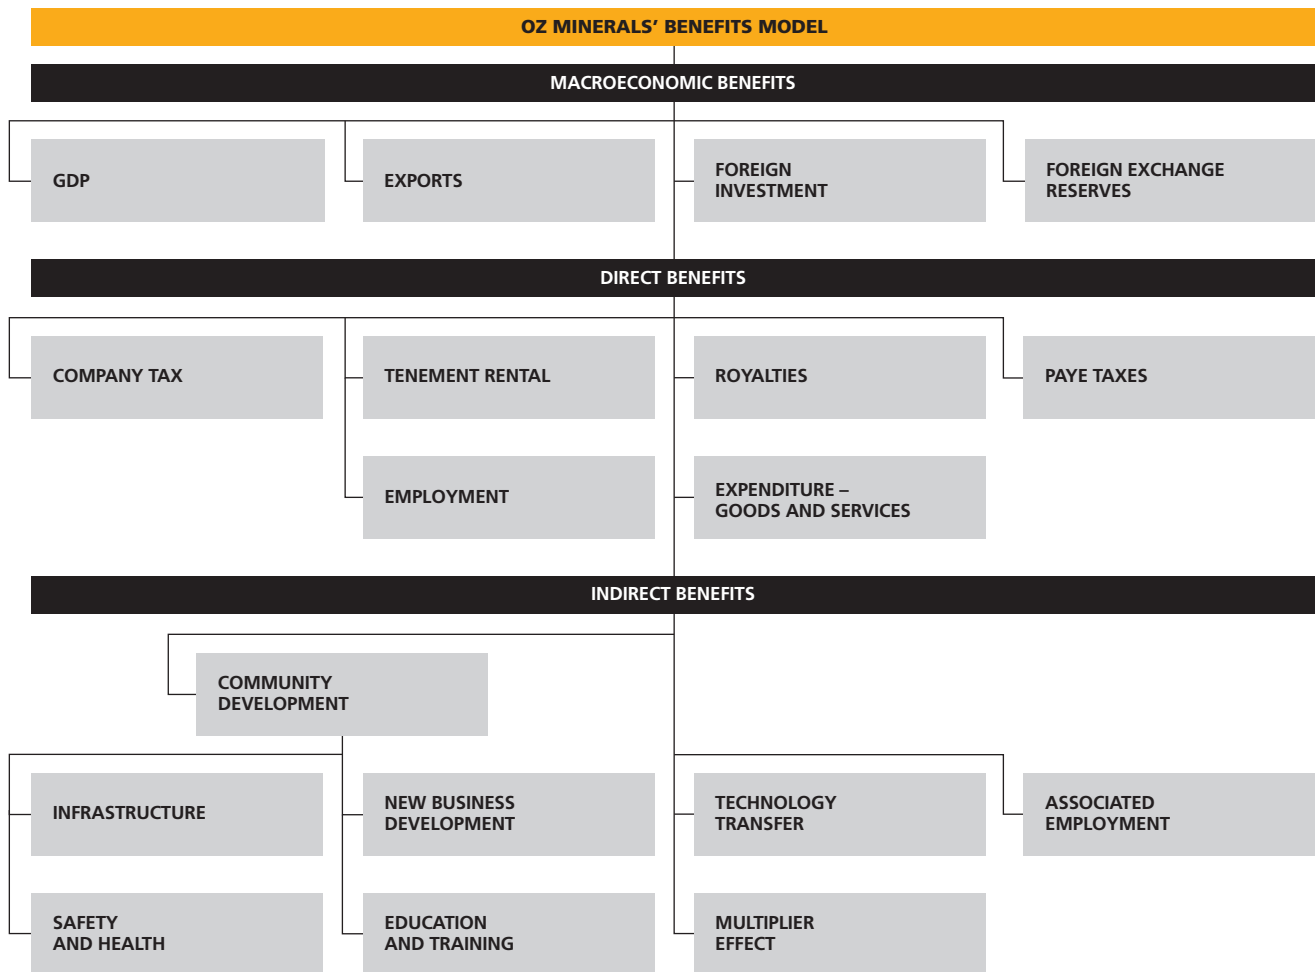 OZ MINERALS’ BENEFITS MODEL
MACROECONOMIC BENEFITS
GDP
EXPORTS
FOREIGN
INVESTMENT
FOREIGN EXCHANGE
RESERVES
DIRECT BENEFITS
COMPANY TAX
TENEMENT RENTAL
ROYALTIES
PAYE TAXES
EMPLOYMENT
EXPENDITURE –
GOODS AND SERVICES
INDIRECT BENEFITS
COMMUNITY
DEVELOPMENT
INFRASTRUCTURE
NEW BUSINESS
DEVELOPMENT
TECHNOLOGY
TRANSFER
ASSOCIATED
EMPLOYMENT
SAFETY
AND HEALTH
EDUCATION
AND TRAINING
MULTIPLIER
EFFECT